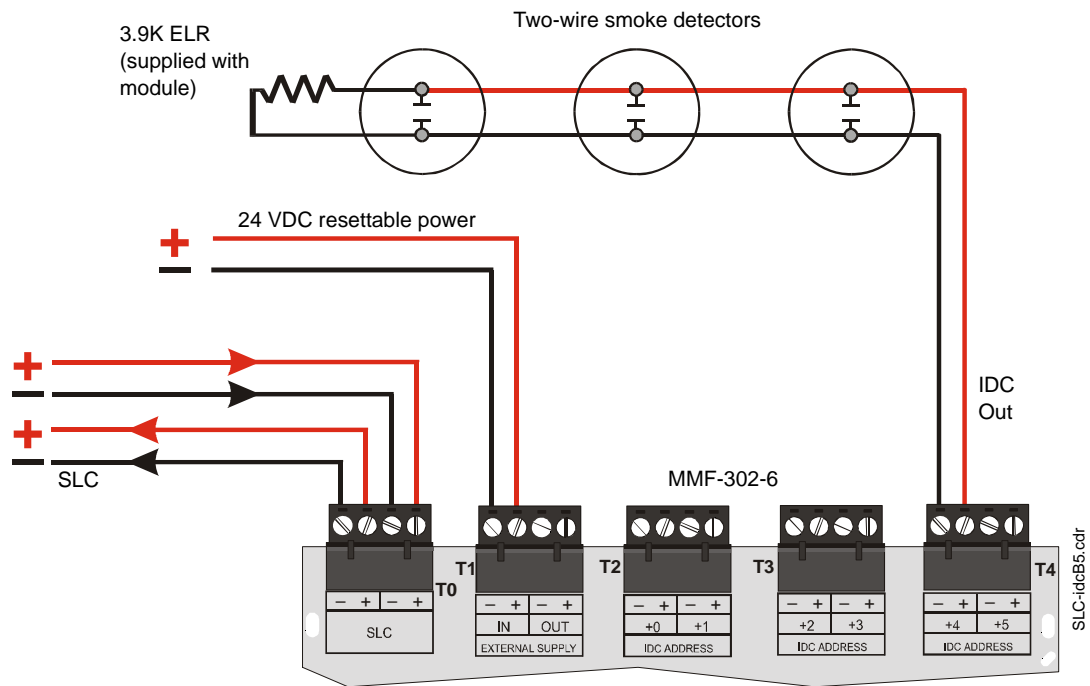 Two-wire smoke detectors
3.9K ELR
(supplied with
module)
24 VDC resettable power
+
−
+
−
+
−
SLC
IDC
Out
MMF-302-6
T0
T1
T2
T3
T4
− + − +
SLC
− + − +
IN OUT
EXTERNAL SUPPLY
− + − +
+0 +1
IDC ADDRESS
− + − +
+2 +3
IDC ADDRESS
− + − +
+4 +5
IDC ADDRESS
SLC-idcB5.cdr